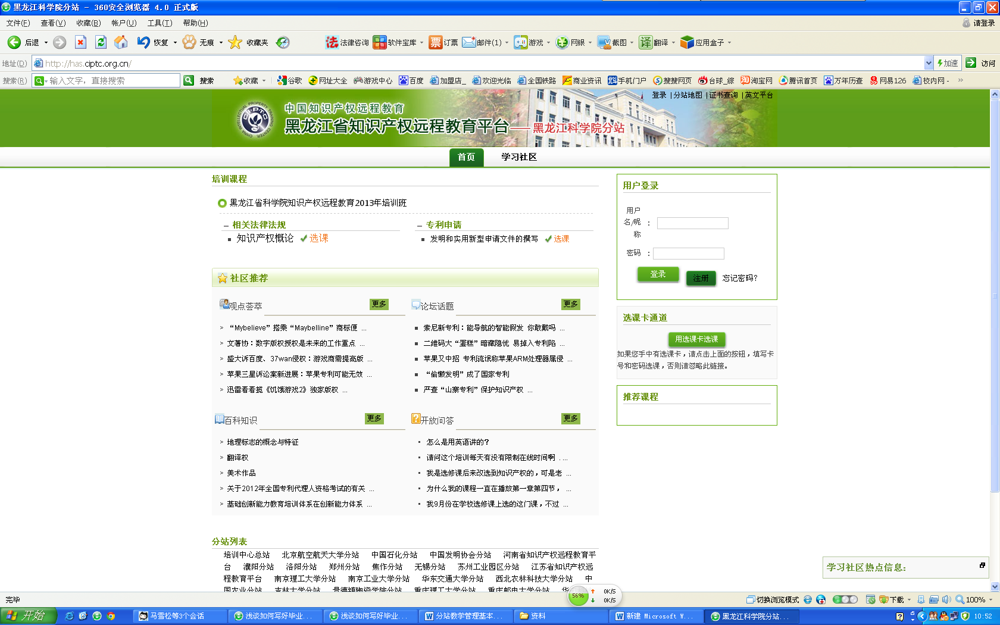 黑龙江科学院分站 - 360安全浏览器 4.0 正式版
文件(F) 查看(V) 收藏(B) 帐户(U) 工具(T) 帮助(H) 请登录
后退 恢复 无痕 收藏夹 法律咨询 软件宝库 订票 邮件(1) 游戏 网银 截图 翻译 应用盒子
地址(D) http://has.ciptc.org.cn/ 加速 访问
搜索(R) 输入文字，直接搜索 搜索 收藏 谷歌 网址大全 游戏中心 百度 加盟店_ 欢迎光临 全国铁路 商业资讯 手机门户 搜搜网页 台球_综 淘宝网 腾讯首页 万年历查 网易126 校内网 - »
登录 |分站地图 |证书查询 |英文平台
中国知识产权远程教育
黑龙江省知识产权远程教育平台——黑龙江科学院分站
首页 学习社区
培训课程
黑龙江省科学院知识产权远程教育2013年培训班
相关法律法规 专利申请
知识产权概论 选课 发明和实用新型申请文件的撰写 选课
社区推荐
观点荟萃 更多 论坛话题 更多
> “Mybelieve”搭乘“Maybelline”商标便 ...
> 文著协：数字版权授权是未来的工作重点 ...
> 盛大诉百度、37wan侵权：游戏商需提高版 ...
> 苹果三星诉讼案新进展：苹果专利可能无效 ...
> 迅雷看看揽《饥饿游戏2》独家版权 ...
索尼新专利：能导航的智能假发 你敢戴吗 ...
二维码大“蛋糕”暗藏隐忧 易掉入专利陷 ...
苹果又中招 专利流氓称苹果ARM处理器属侵 ...
“偷懒发明”成了国家专利
严查“山寨专利”保护知识产权 ...
百科知识 更多 开放问答 更多
> 地理标志的概念与特征
> 翻译权
> 美术作品
> 关于2012年全国专利代理人资格考试的有关 ...
> 基础创新能力教育培训体系在创新能力体系 ...
怎么是用英语讲的？
请问这个培训每天有没有限制在线时间啊 . ...
我是选修课后来改选到知识产权的，可是老 ...
为什么我的课程一直在播放第一章第四节， ...
我9月份在学校选修课上选的这门课，不过 ...
分站列表
培训中心总站 北京航空航天大学分站 中国石化分站 中国发明协会分站 河南省知识产权远程教育平
台 濮阳分站 洛阳分站 郑州分站 焦作分站 无锡分站 苏州工业园区分站 江苏省知识产权远
程教育平台 南京理工大学分站 南京工业大学分站 华东交通大学分站 西北农林科技大学分站 中
国农业分站 吉林大学分站 景德镇陶瓷学院分站 重庆理工大学分站 重庆邮电大学分站
用户登录
用户
名/昵 ：
称
密码 ：
登录 注册 忘记密码？
选课卡通道
用选课卡选课
如果您手中有选课卡，请点击上面的按钮，填写卡
号和密码选课，否则请忽略此链接。
推荐课程
学习社区热点信息：
56% 0K/S
0K/S
完毕 切换浏览模式 下载 100%
开始 马雪松等3个会话 浅谈如何写好毕业... 浅谈如何写好毕业... 分站教学管理基本... 资料 新建 Microsoft W... 黑龙江科学院分站... 10:52